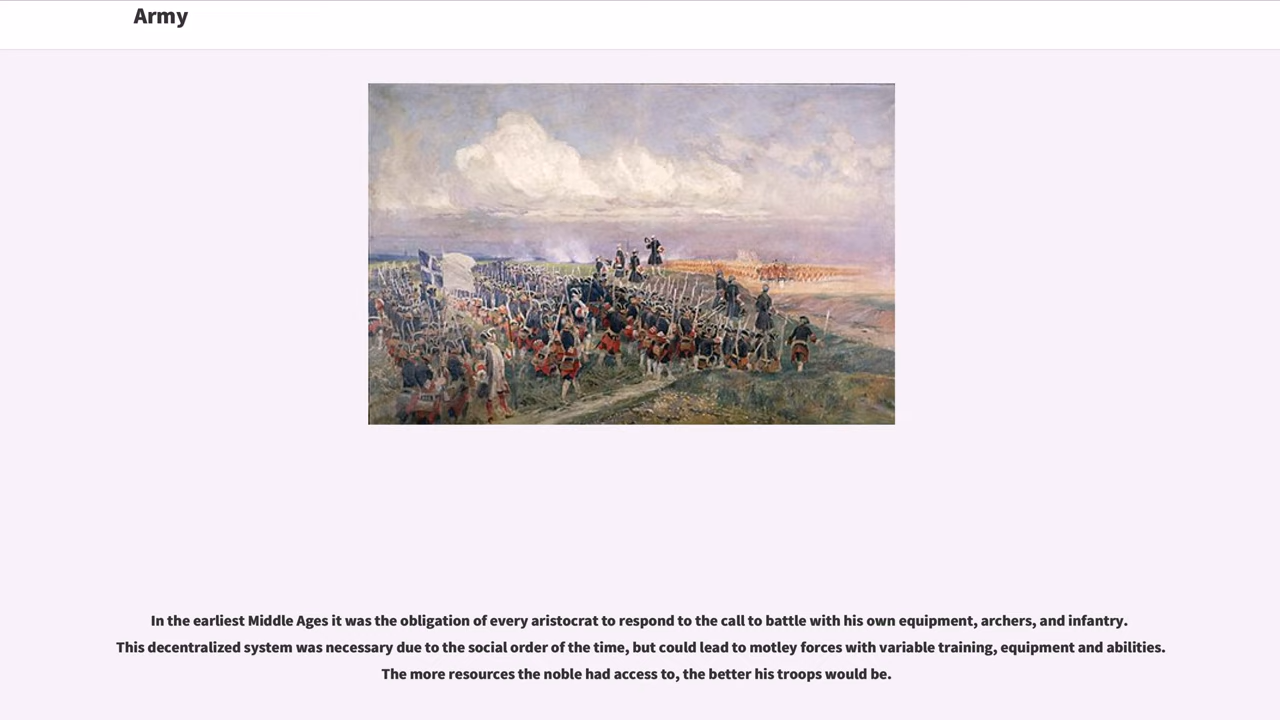 Army
In the earliest Middle Ages it was the obligation of every aristocrat to respond to the call to battle with his own equipment, archers, and infantry.
This decentralized system was necessary due to the social order of the time, but could lead to motley forces with variable training, equipment and abilities.
The more resources the noble had access to, the better his troops would be.